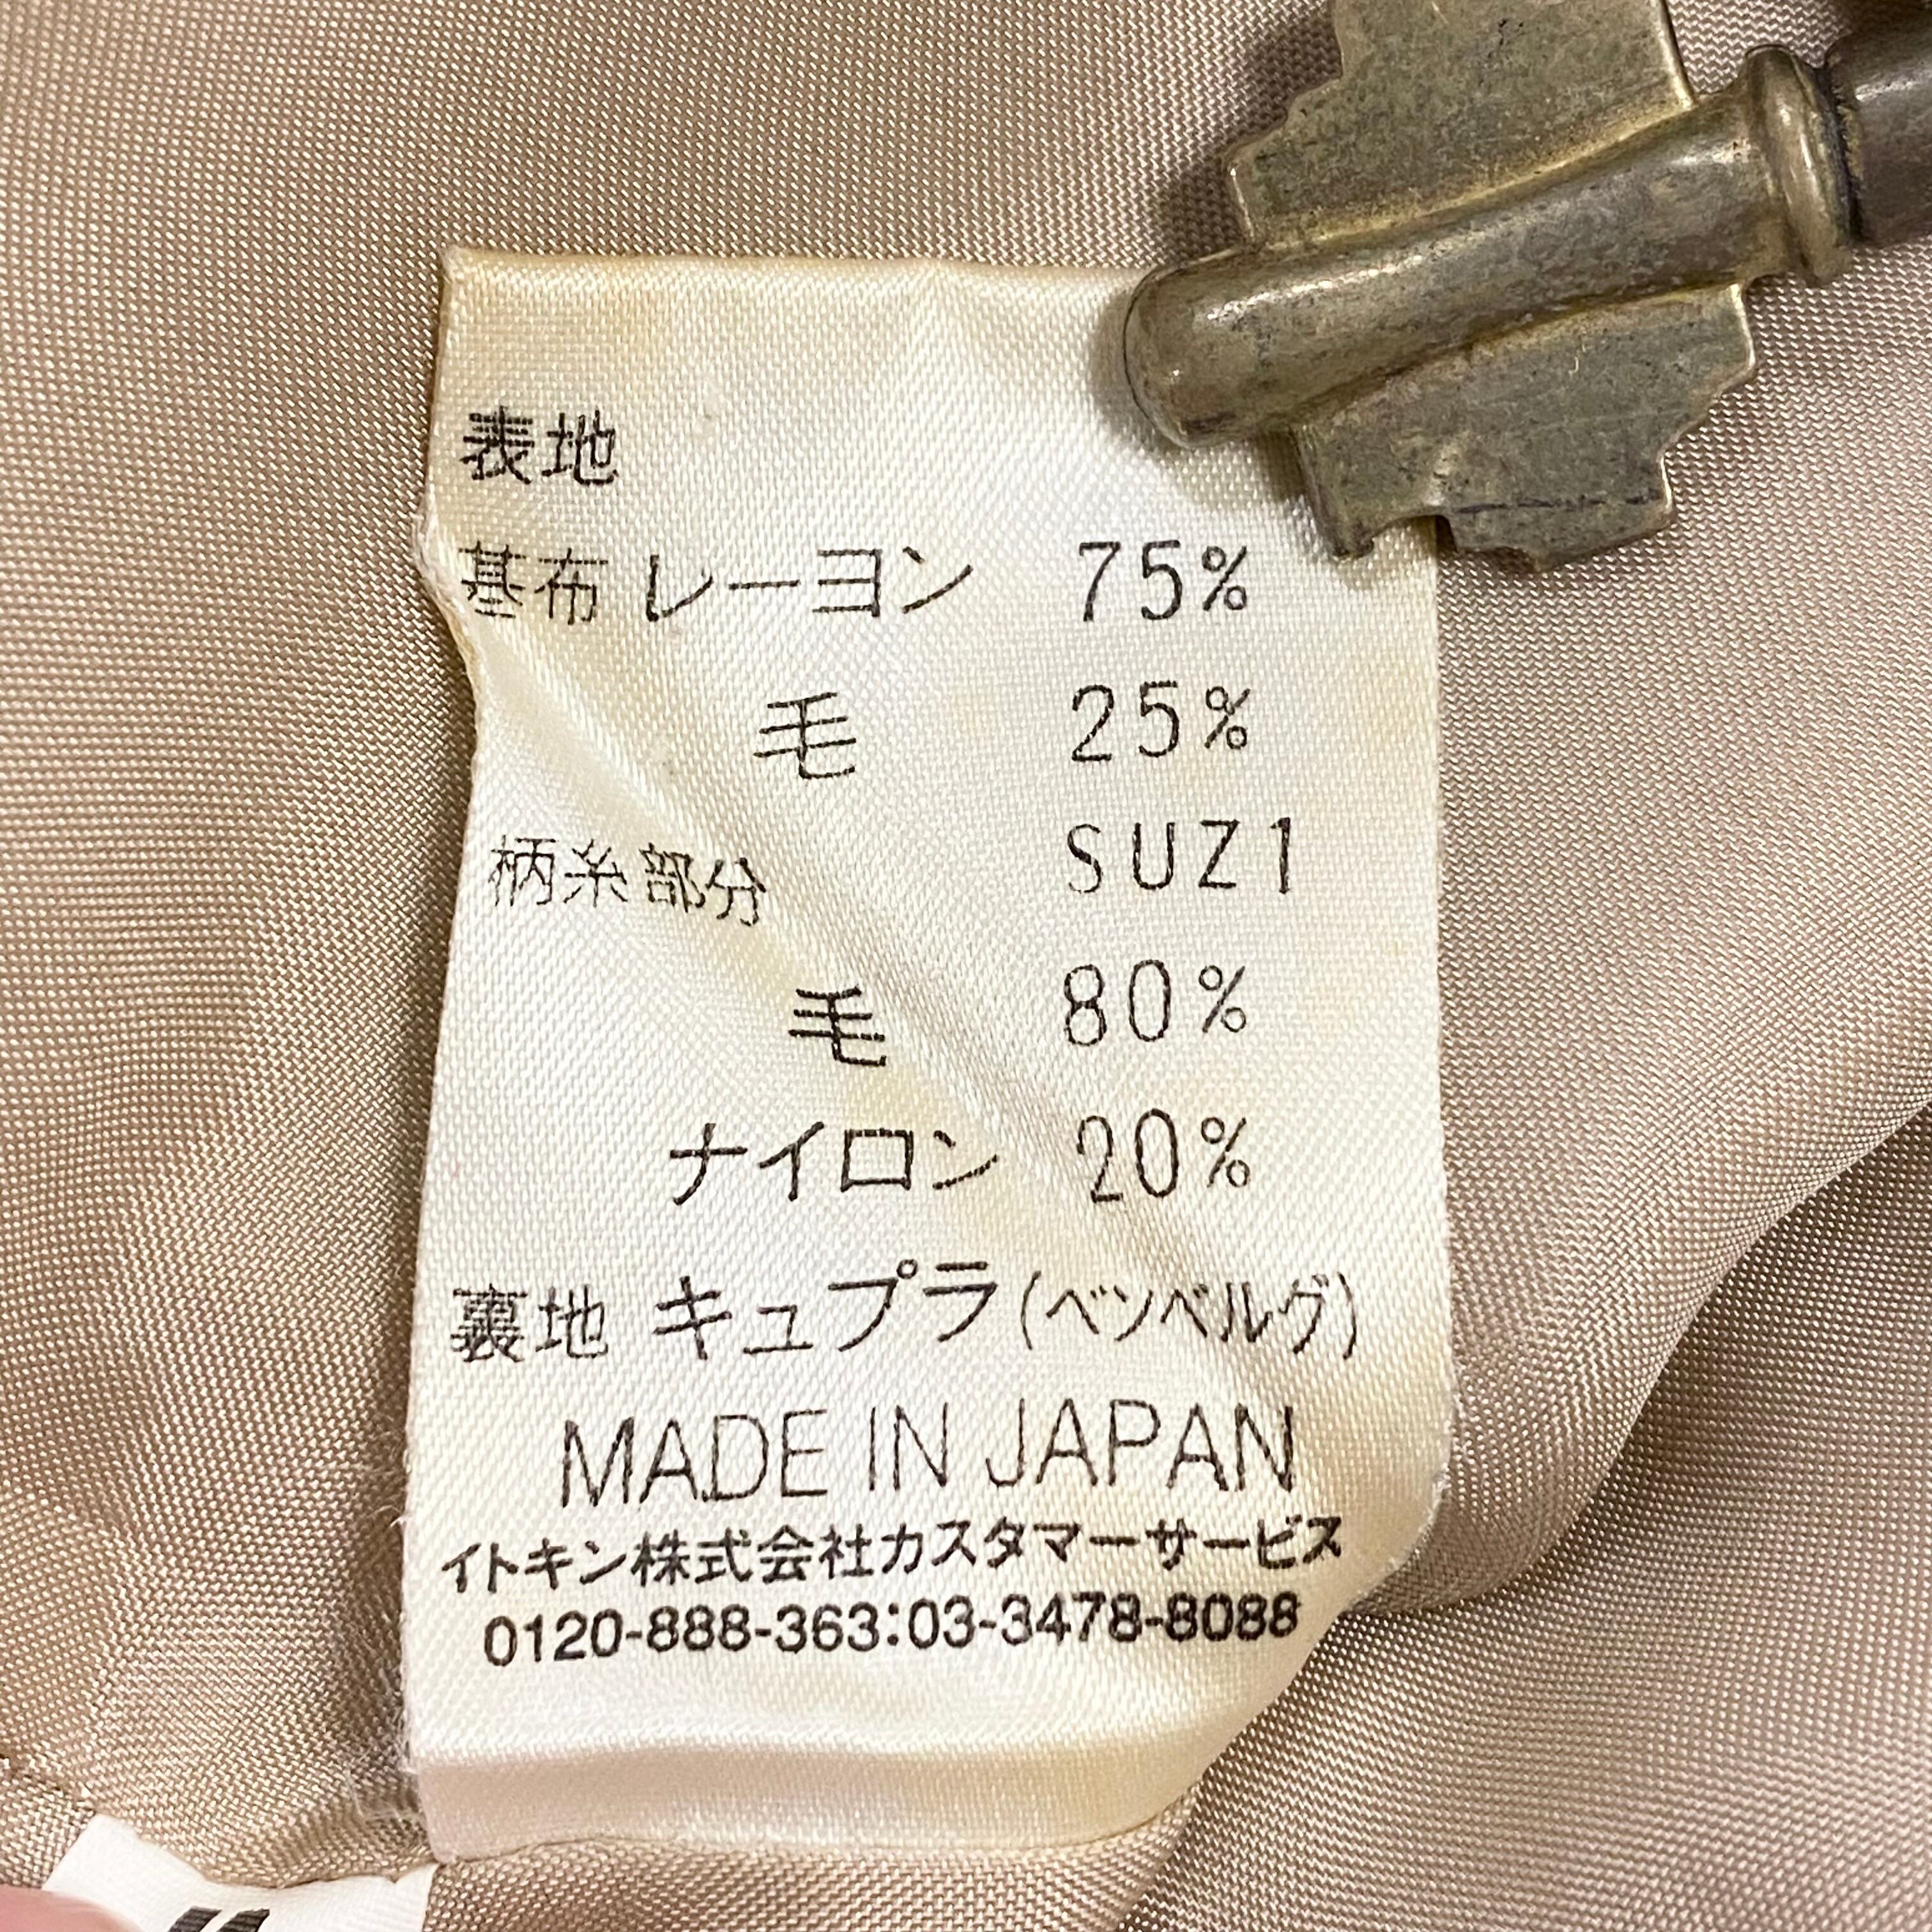 表地
基布 レーヨン 75%
毛 25%
柄糸部分 SUZ1
毛 80%
ナイロン 20%
裏地 キュプラ(ベンベルグ)
MADE IN JAPAN
イトキン株式会社カスタマーサービス
0120-888-363:03-3478-8088